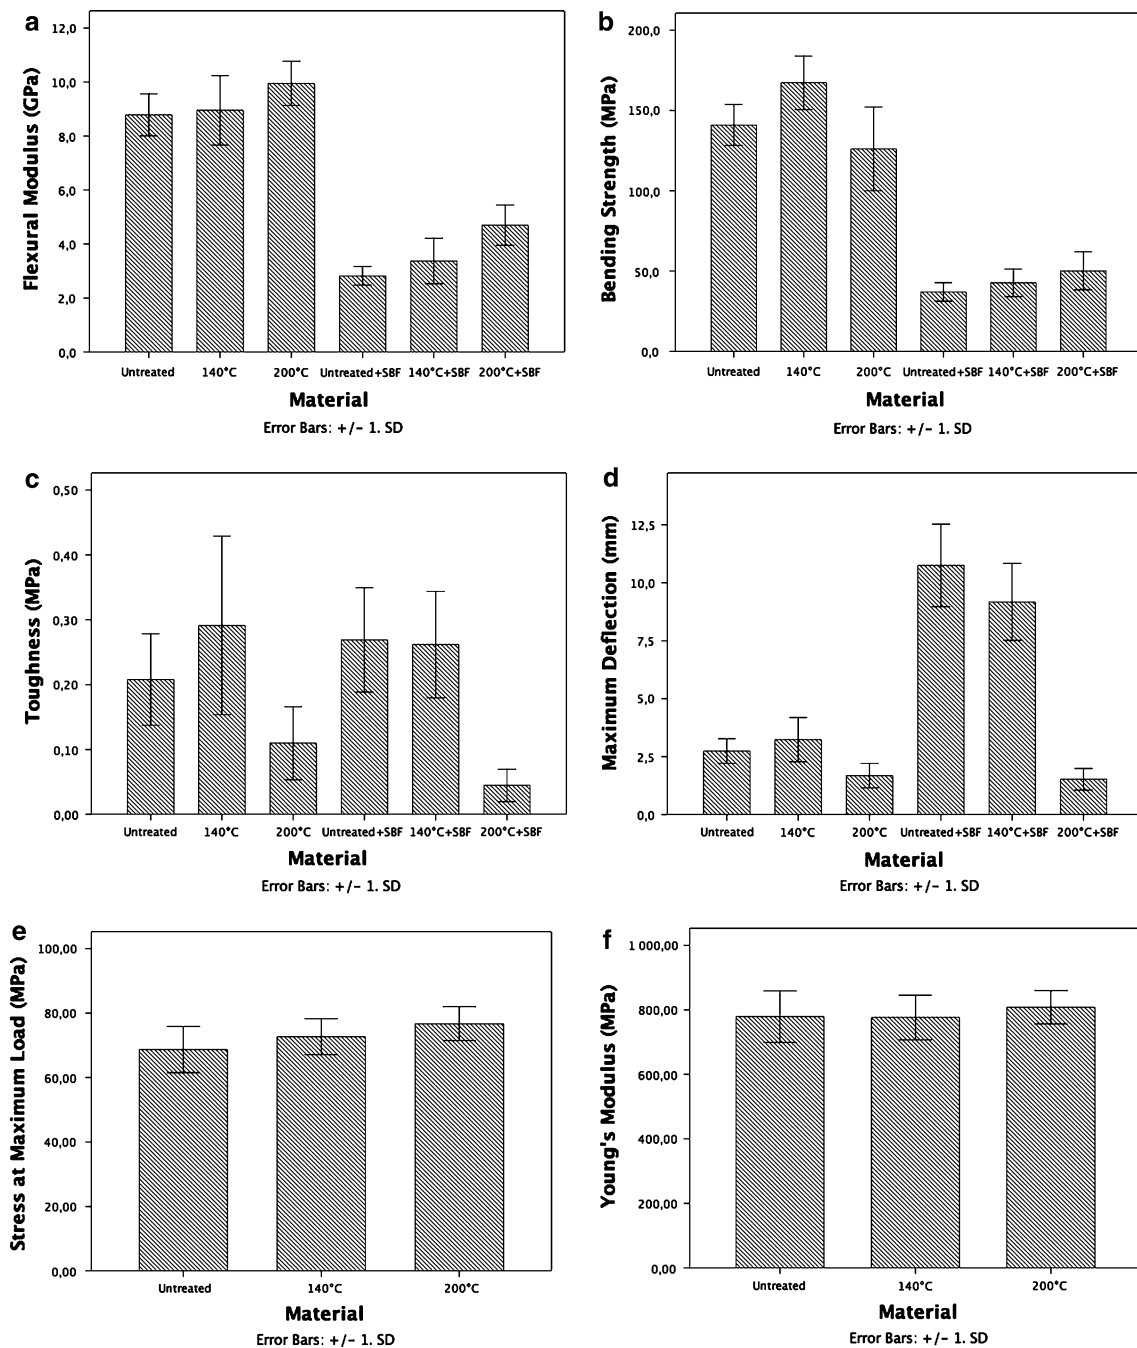 a
Flexural Modulus (GPa)
12,0
10,0
8,0
6,0
4,0
2,0
0,0
Untreated 140°C 200°C Untreated+SBF 140°C+SBF 200°C+SBF
Material
Error Bars: +/- 1. SD
b
Bending Strength (MPa)
200,0
150,0
100,0
50,0
0,0
Untreated 140°C 200°C Untreated+SBF 140°C+SBF 200°C+SBF
Material
Error Bars: +/- 1. SD
c
Toughness (MPa)
0,50
0,40
0,30
0,20
0,10
0,00
Untreated 140°C 200°C Untreated+SBF 140°C+SBF 200°C+SBF
Material
Error Bars: +/- 1. SD
d
Maximum Deflection (mm)
12,5
10,0
7,5
5,0
2,5
0,0
Untreated 140°C 200°C Untreated+SBF 140°C+SBF 200°C+SBF
Material
Error Bars: +/- 1. SD
e
Stress at Maximum Load (MPa)
100,00
80,00
60,00
40,00
20,00
0,00
Untreated 140°C 200°C
Material
Error Bars: +/- 1. SD
f
Young's Modulus (MPa)
1 000,00
800,00
600,00
400,00
200,00
0,00
Untreated 140°C 200°C
Material
Error Bars: +/- 1. SD